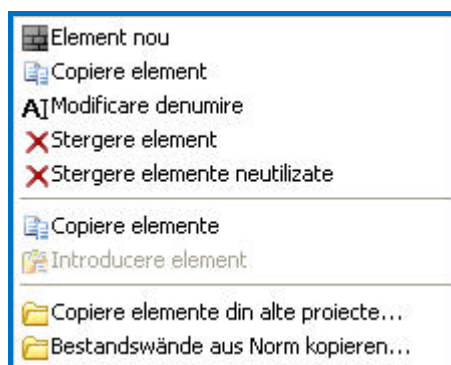 Element nou
Copiere element
Modificare denumire
Stergere element
Stergere elemente neutilizate
Copiere elemente
Introducere element
Copiere elemente din alte proiecte...
Bestandswände aus Norm kopieren...